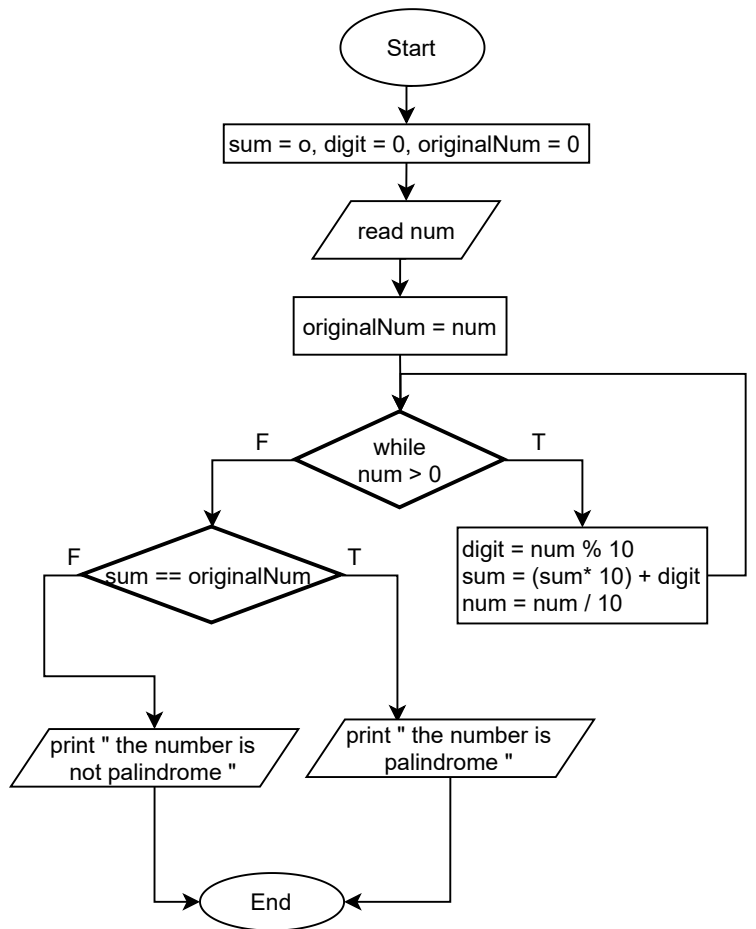 Start
sum = o, digit = 0, originalNum = 0
read num
originalNum = num
while
num > 0
F
T
digit = num % 10
sum = (sum* 10) + digit
num = num / 10
sum == originalNum
F
T
print " the number is
not palindrome "
print " the number is
palindrome "
End